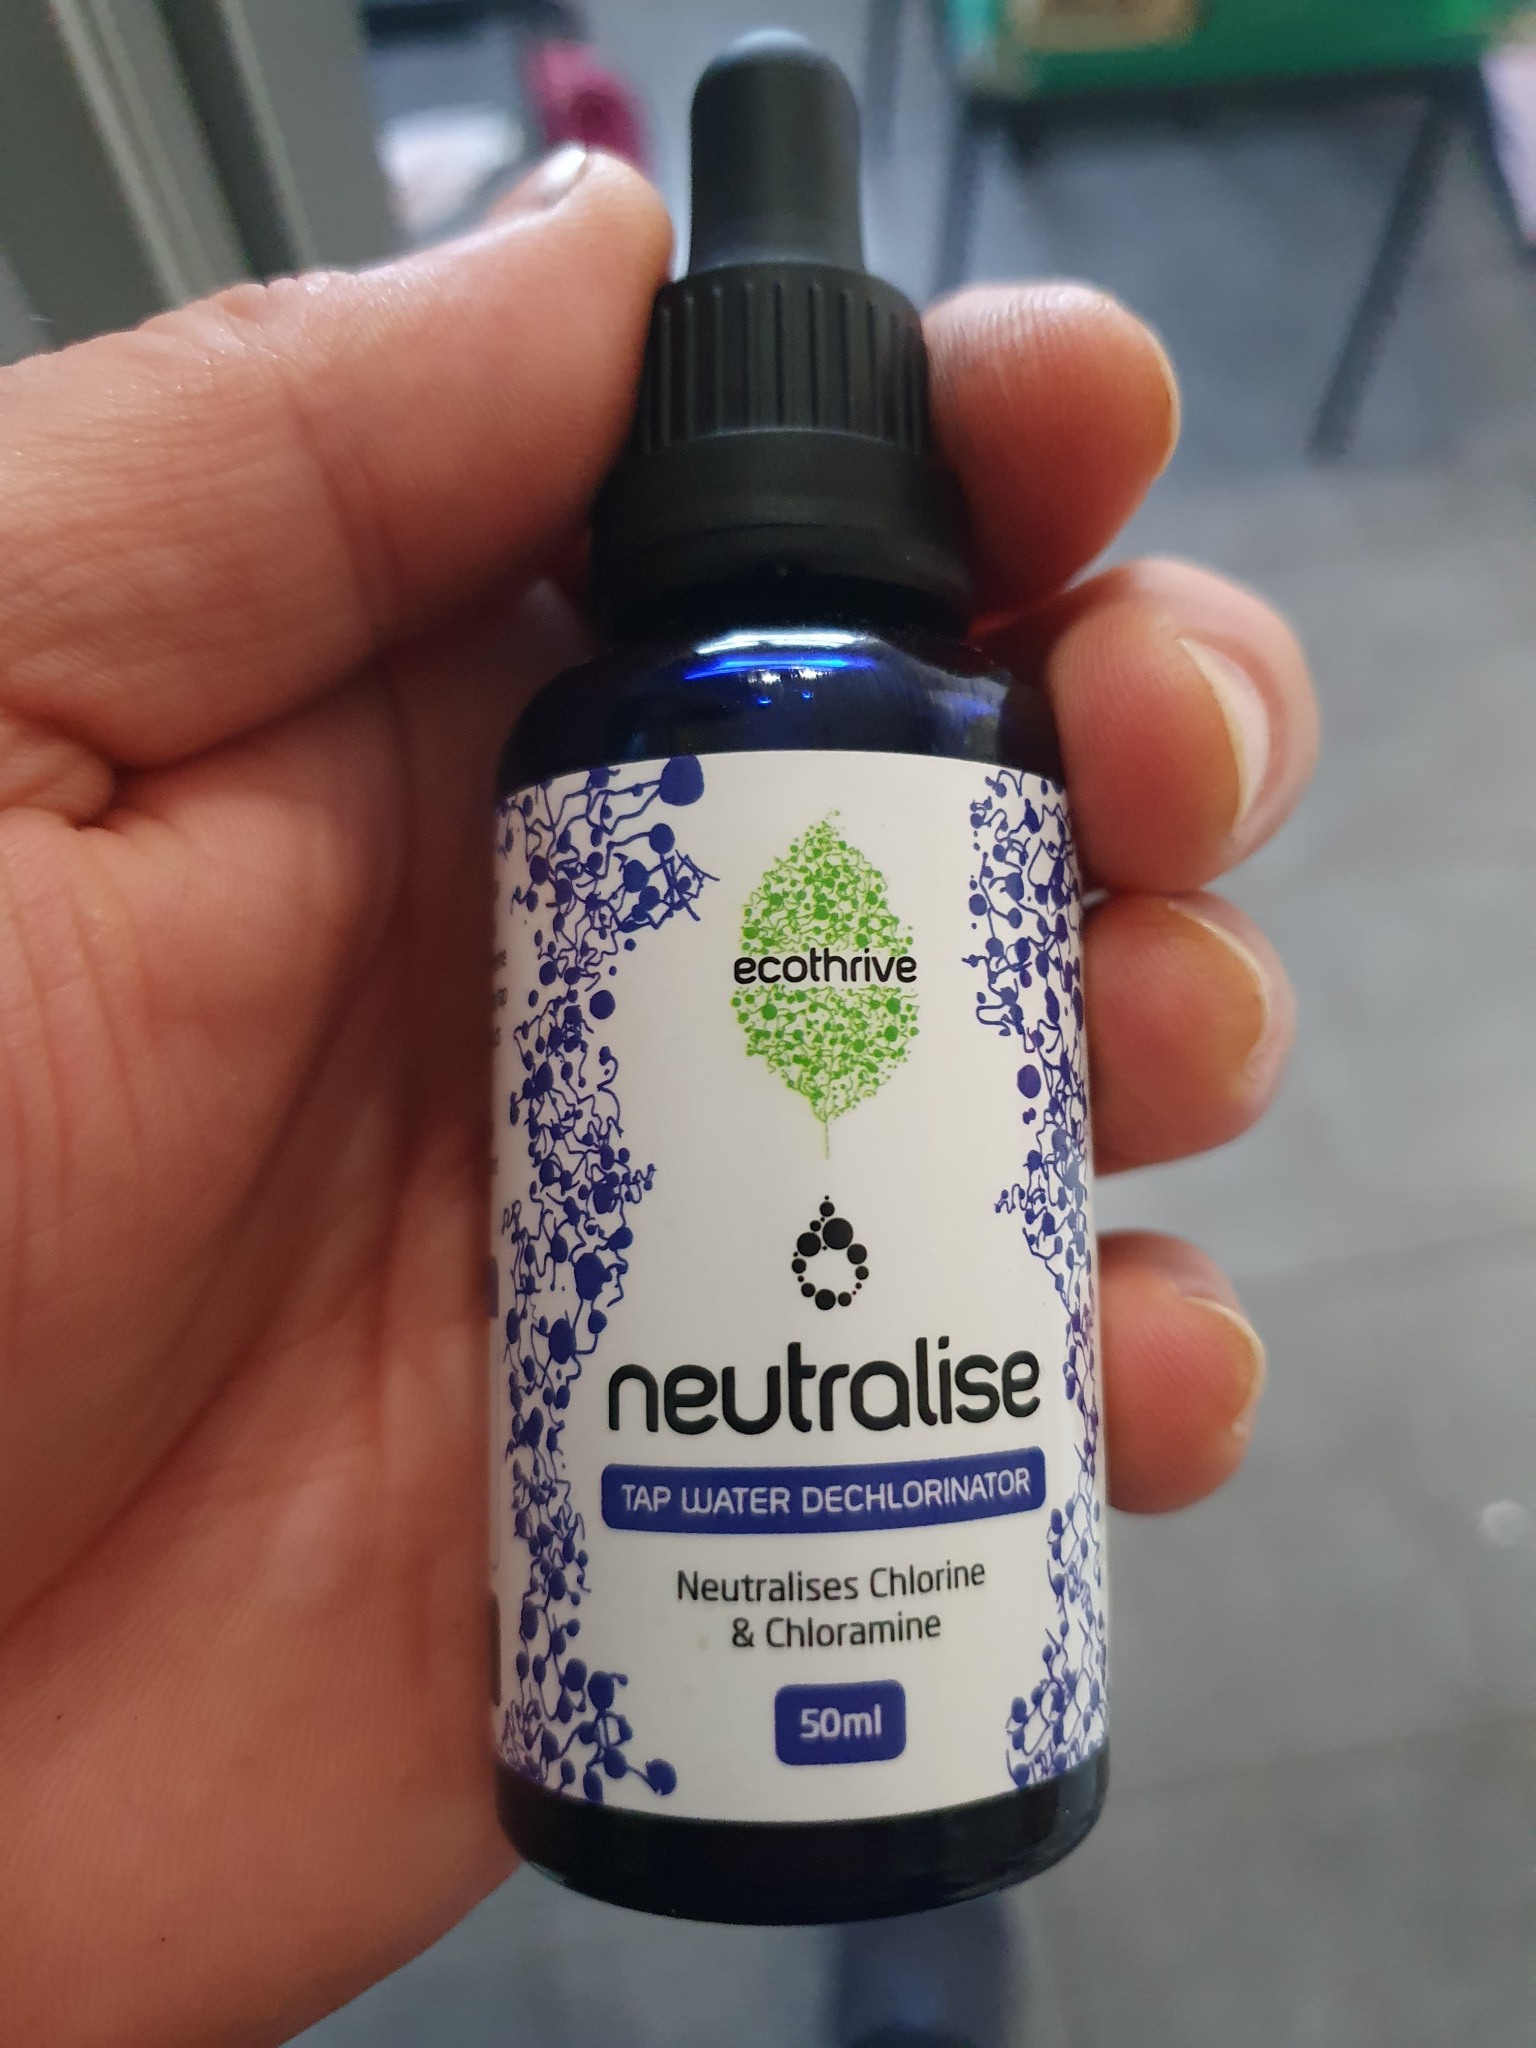 ecothrive
neutralise
TAP WATER DECHLORINATOR
Neutralises Chlorine
& Chloramine
50ml